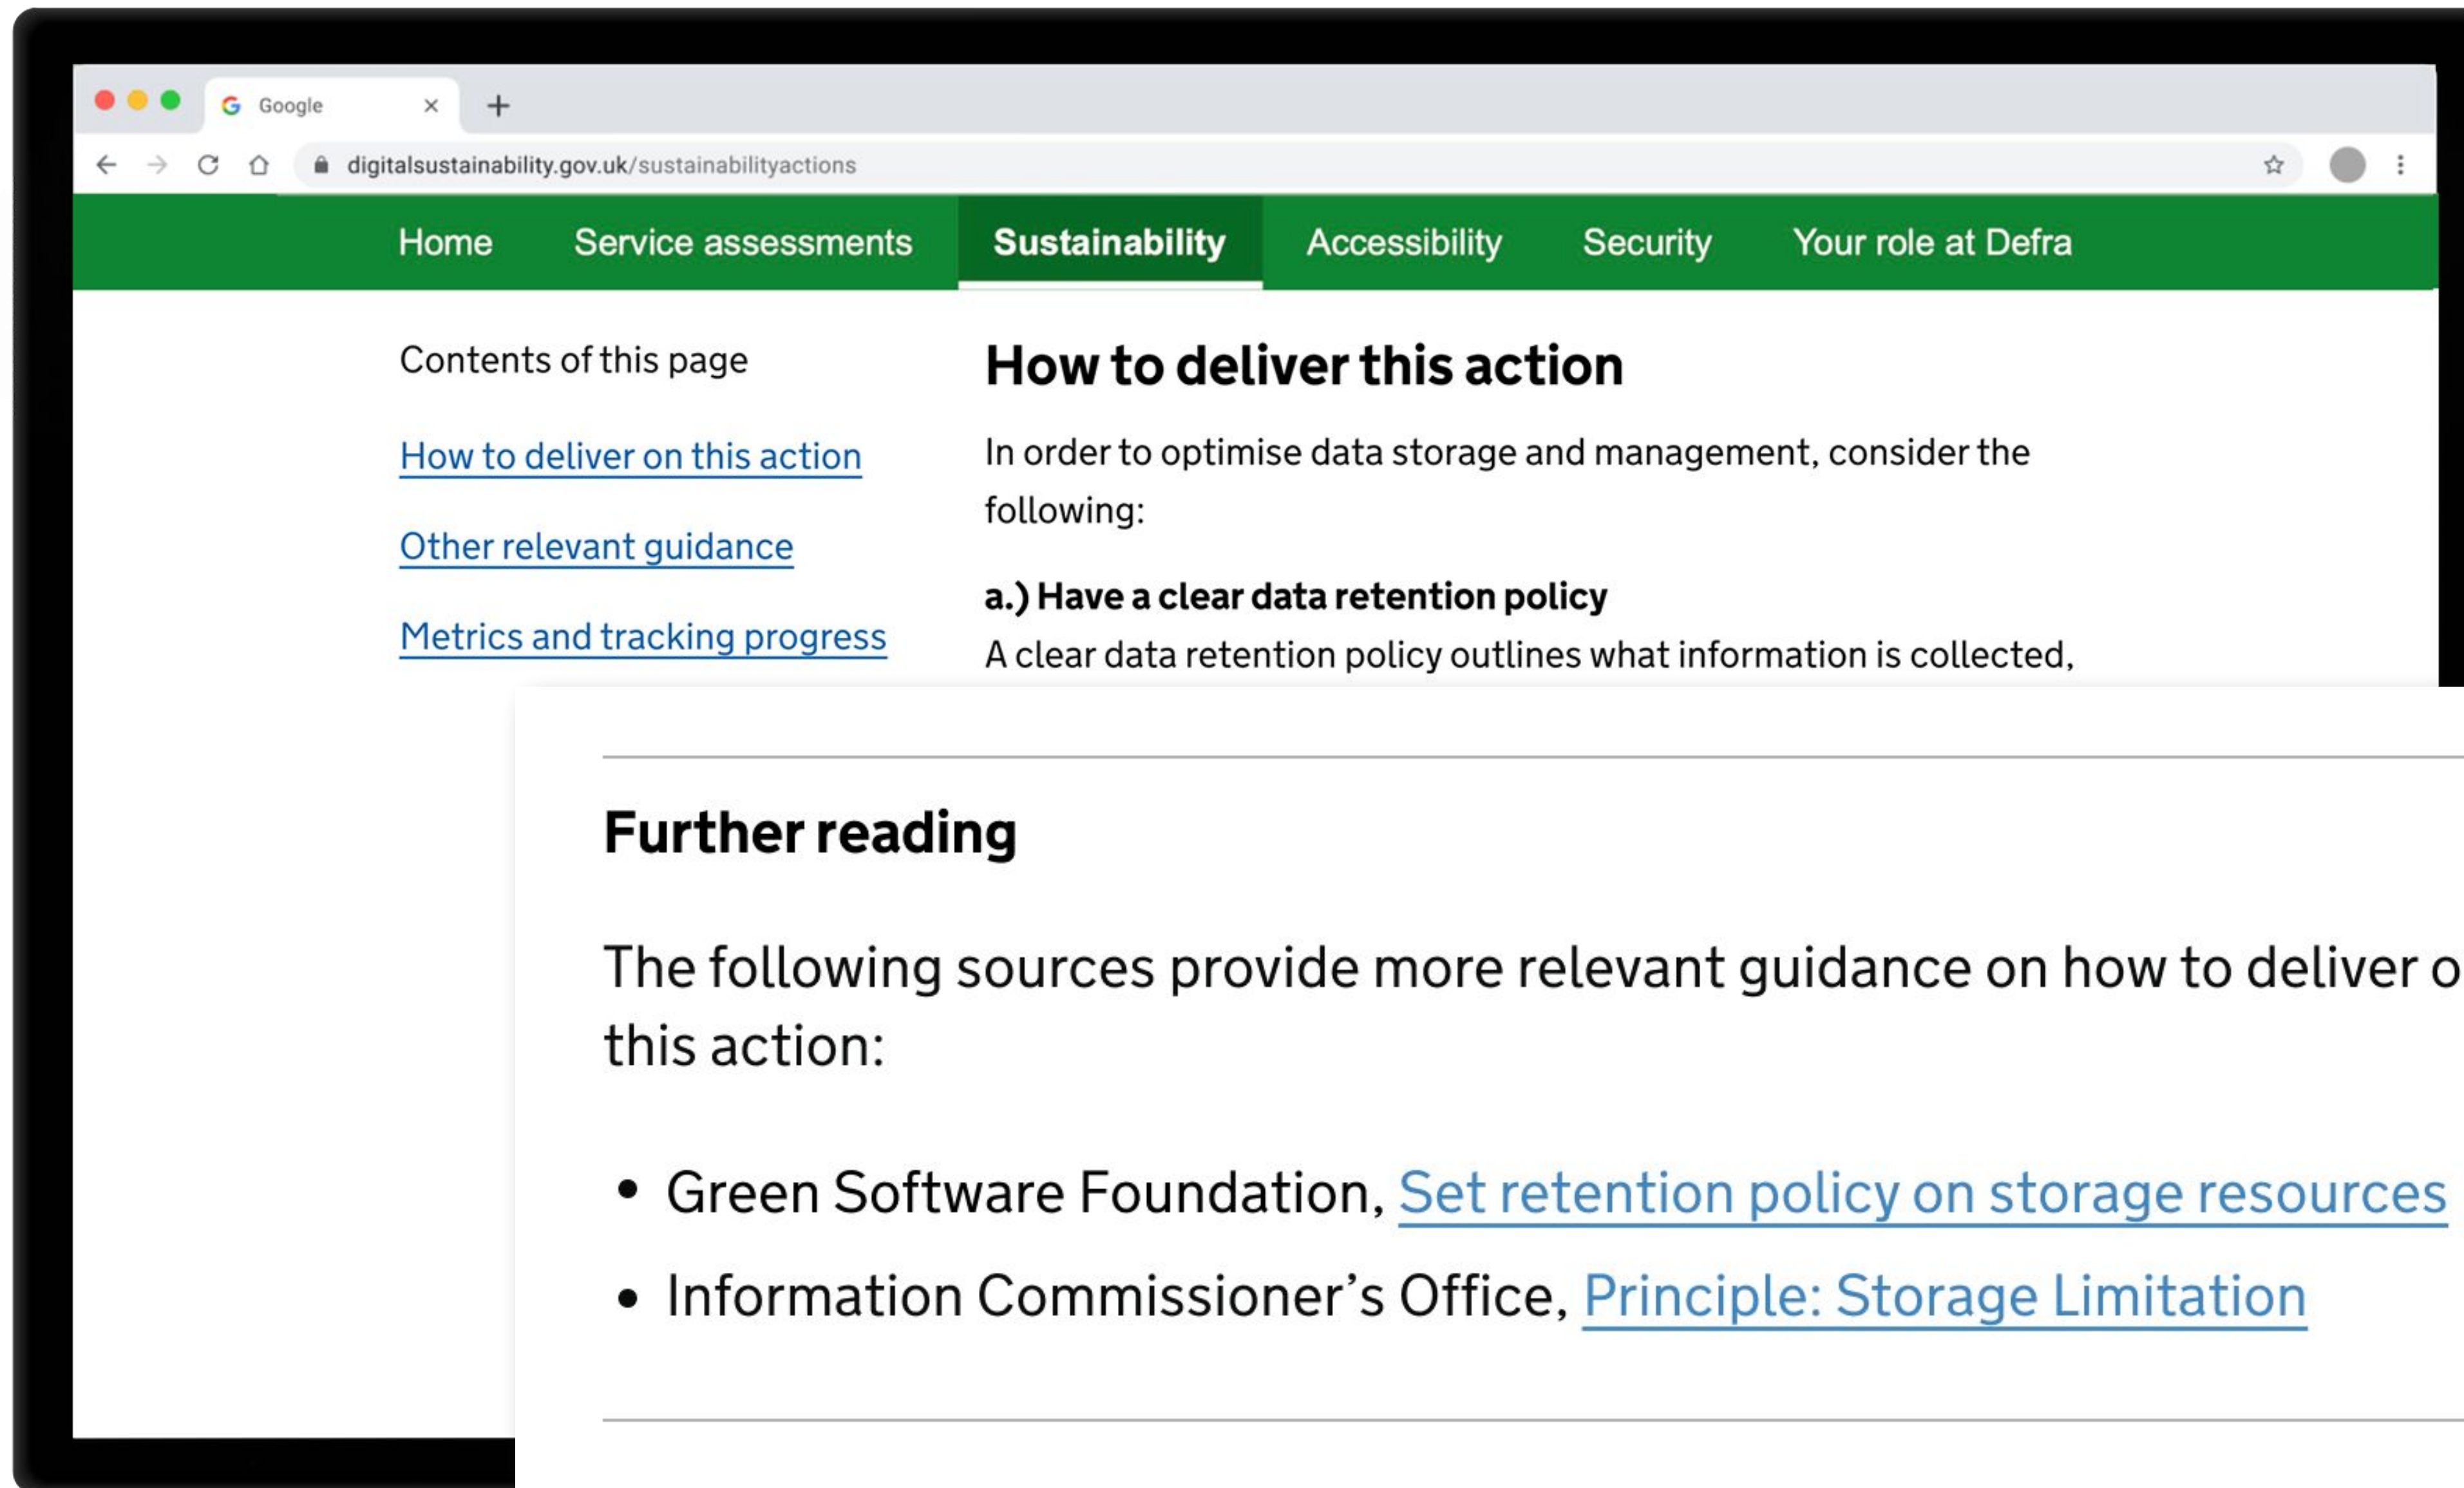 Google
digitalsustainability.gov.uk/sustainabilityactions
Home Service assessments Sustainability Accessibility Security Your role at Defra
Contents of this page
How to deliver on this action
Other relevant guidance
Metrics and tracking progress
How to deliver this action
In order to optimise data storage and management, consider the
following:
a.) Have a clear data retention policy
A clear data retention policy outlines what information is collected,
Further reading
The following sources provide more relevant guidance on how to deliver o
this action:
• Green Software Foundation, Set retention policy on storage resources
• Information Commissioner’s Office, Principle: Storage Limitation